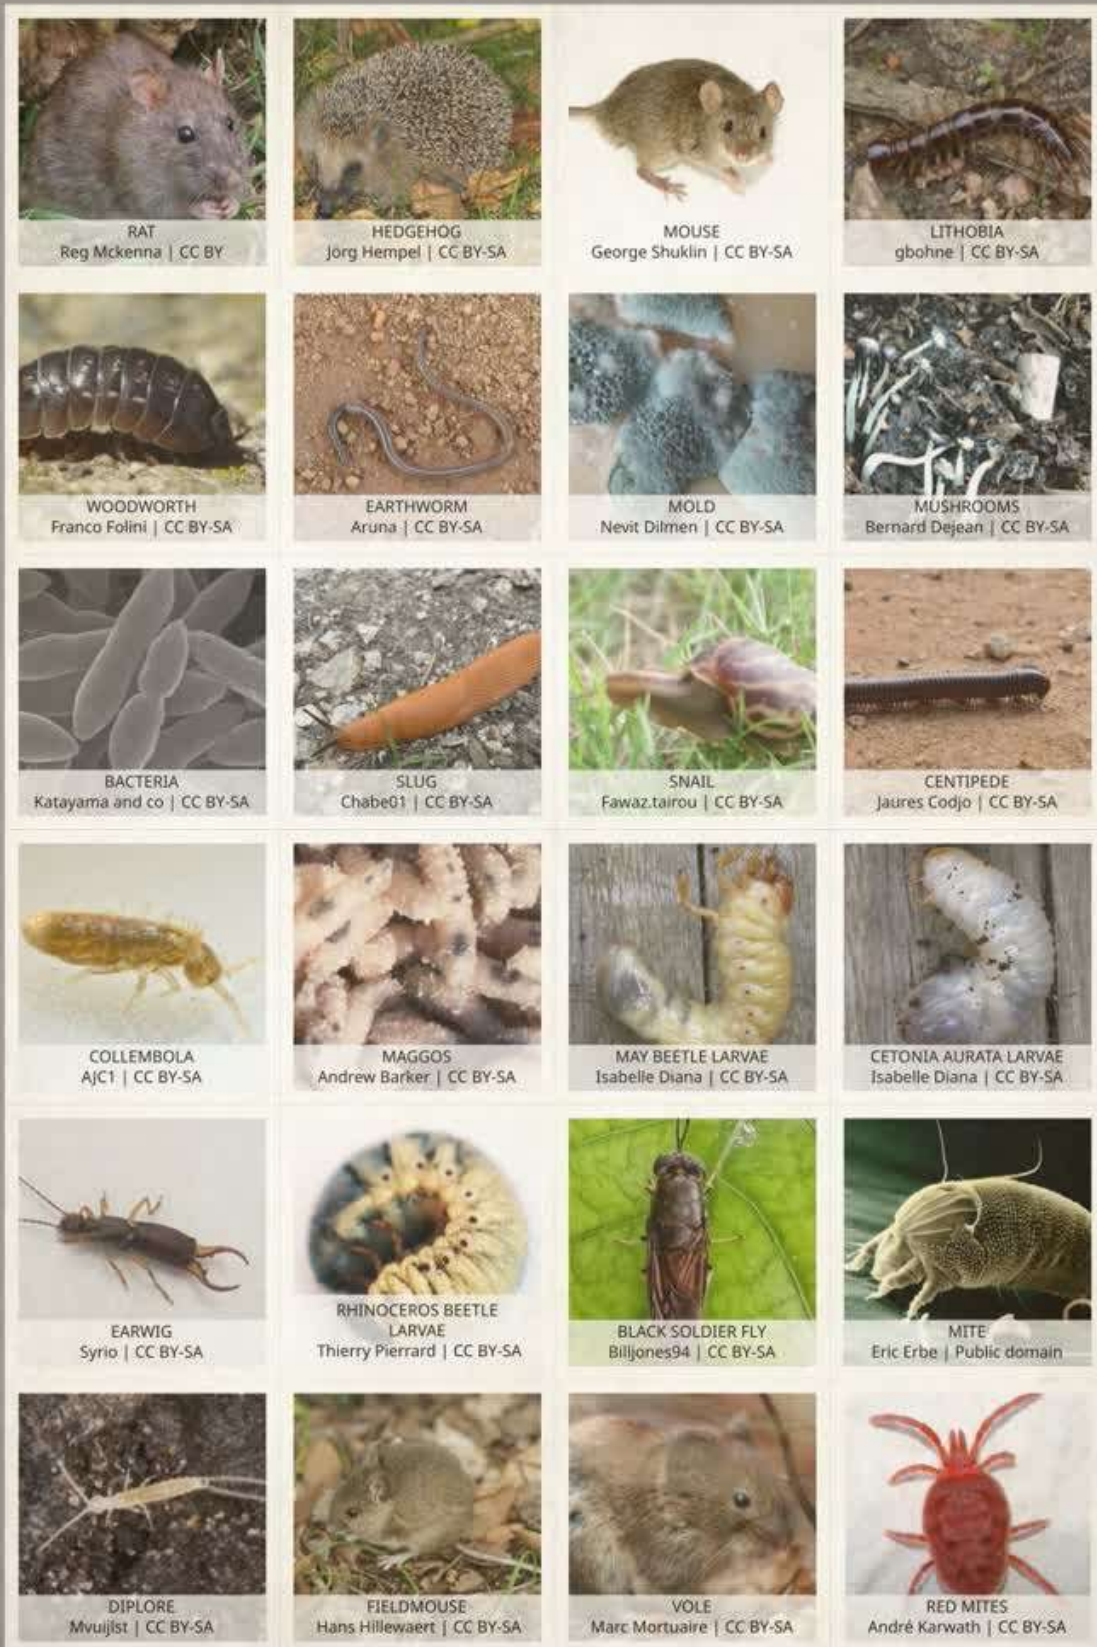 RAT
Reg Mckenna | CC BY
HEDGEHOG
Jörg Hempel | CC BY-SA
MOUSE
George Shuklin | CC BY-SA
LITHOBIA
gbohne | CC BY-SA
WOODWORTH
Franco Folini | CC BY-SA
EARTHWORM
Aruna | CC BY-SA
MOLD
Nevit Dilmen | CC BY-SA
MUSHROOMS
Bernard Dejean | CC BY-SA
BACTERIA
Katayama and co | CC BY-SA
SLUG
Chabe01 | CC BY-SA
SNAIL
Fawaz.tairou | CC BY-SA
CENTIPEDE
Jaures Codjo | CC BY-SA
COLLEMBOLA
AJC1 | CC BY-SA
MAGGOS
Andrew Barker | CC BY-SA
MAY BEETLE LARVAE
Isabelle Diana | CC BY-SA
CETONIA AURATA LARVAE
Isabelle Diana | CC BY-SA
EARWIG
Syrio | CC BY-SA
RHINOCEROS BEETLE
LARVAE
Thierry Pierrard | CC BY-SA
BLACK SOLDIER FLY
Billjones94 | CC BY-SA
MITE
Eric Erbe | Public domain
DIPLORE
Mvuijlst | CC BY-SA
FIELDMOUSE
Hans Hillewaert | CC BY-SA
VOLE
Marc Mortuaire | CC BY-SA
RED MITES
André Karwath | CC BY-SA